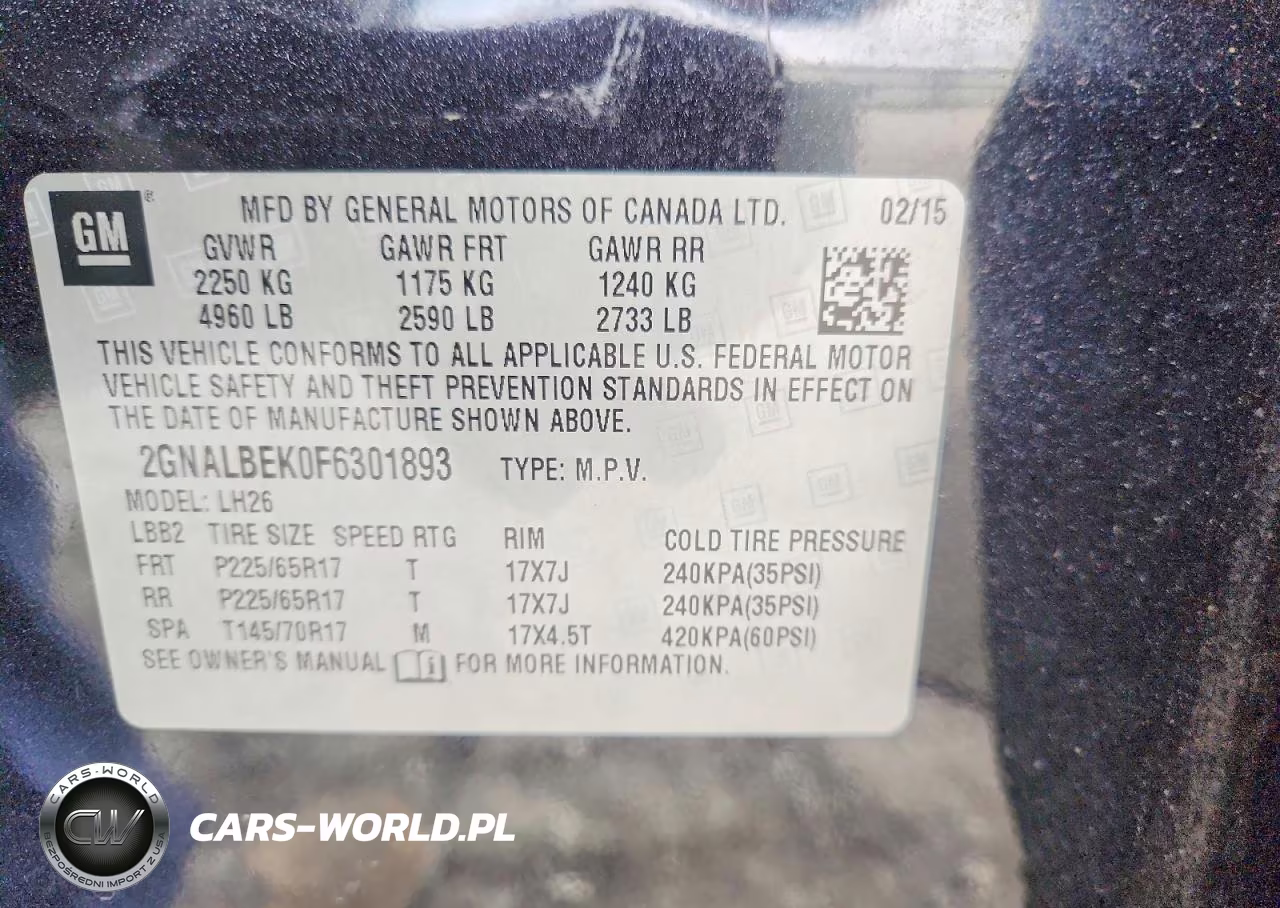 GM ®
MFD BY GENERAL MOTORS OF CANADA LTD. 02/15
GVWR GAWR FRT GAWR RR
2250 KG 1175 KG 1240 KG
4960 LB 2590 LB 2733 LB
THIS VEHICLE CONFORMS TO ALL APPLICABLE U.S. FEDERAL MOTOR
VEHICLE SAFETY AND THEFT PREVENTION STANDARDS IN EFFECT ON
THE DATE OF MANUFACTURE SHOWN ABOVE.
2GNALBEK0F6301893 TYPE: M.P.V.
MODEL: LH26
LBB2 TIRE SIZE SPEED RTG RIM COLD TIRE PRESSURE
FRT P225/65R17 T 17X7J 240KPA(35PSI)
RR P225/65R17 T 17X7J 240KPA(35PSI)
SPA T145/70R17 M 17X4.5T 420KPA(60PSI)
SEE OWNER'S MANUAL FOR MORE INFORMATION.
CARS-WORLD
CW
BEZPOŚREDNI IMPORT Z USA
CARS-WORLD.PL